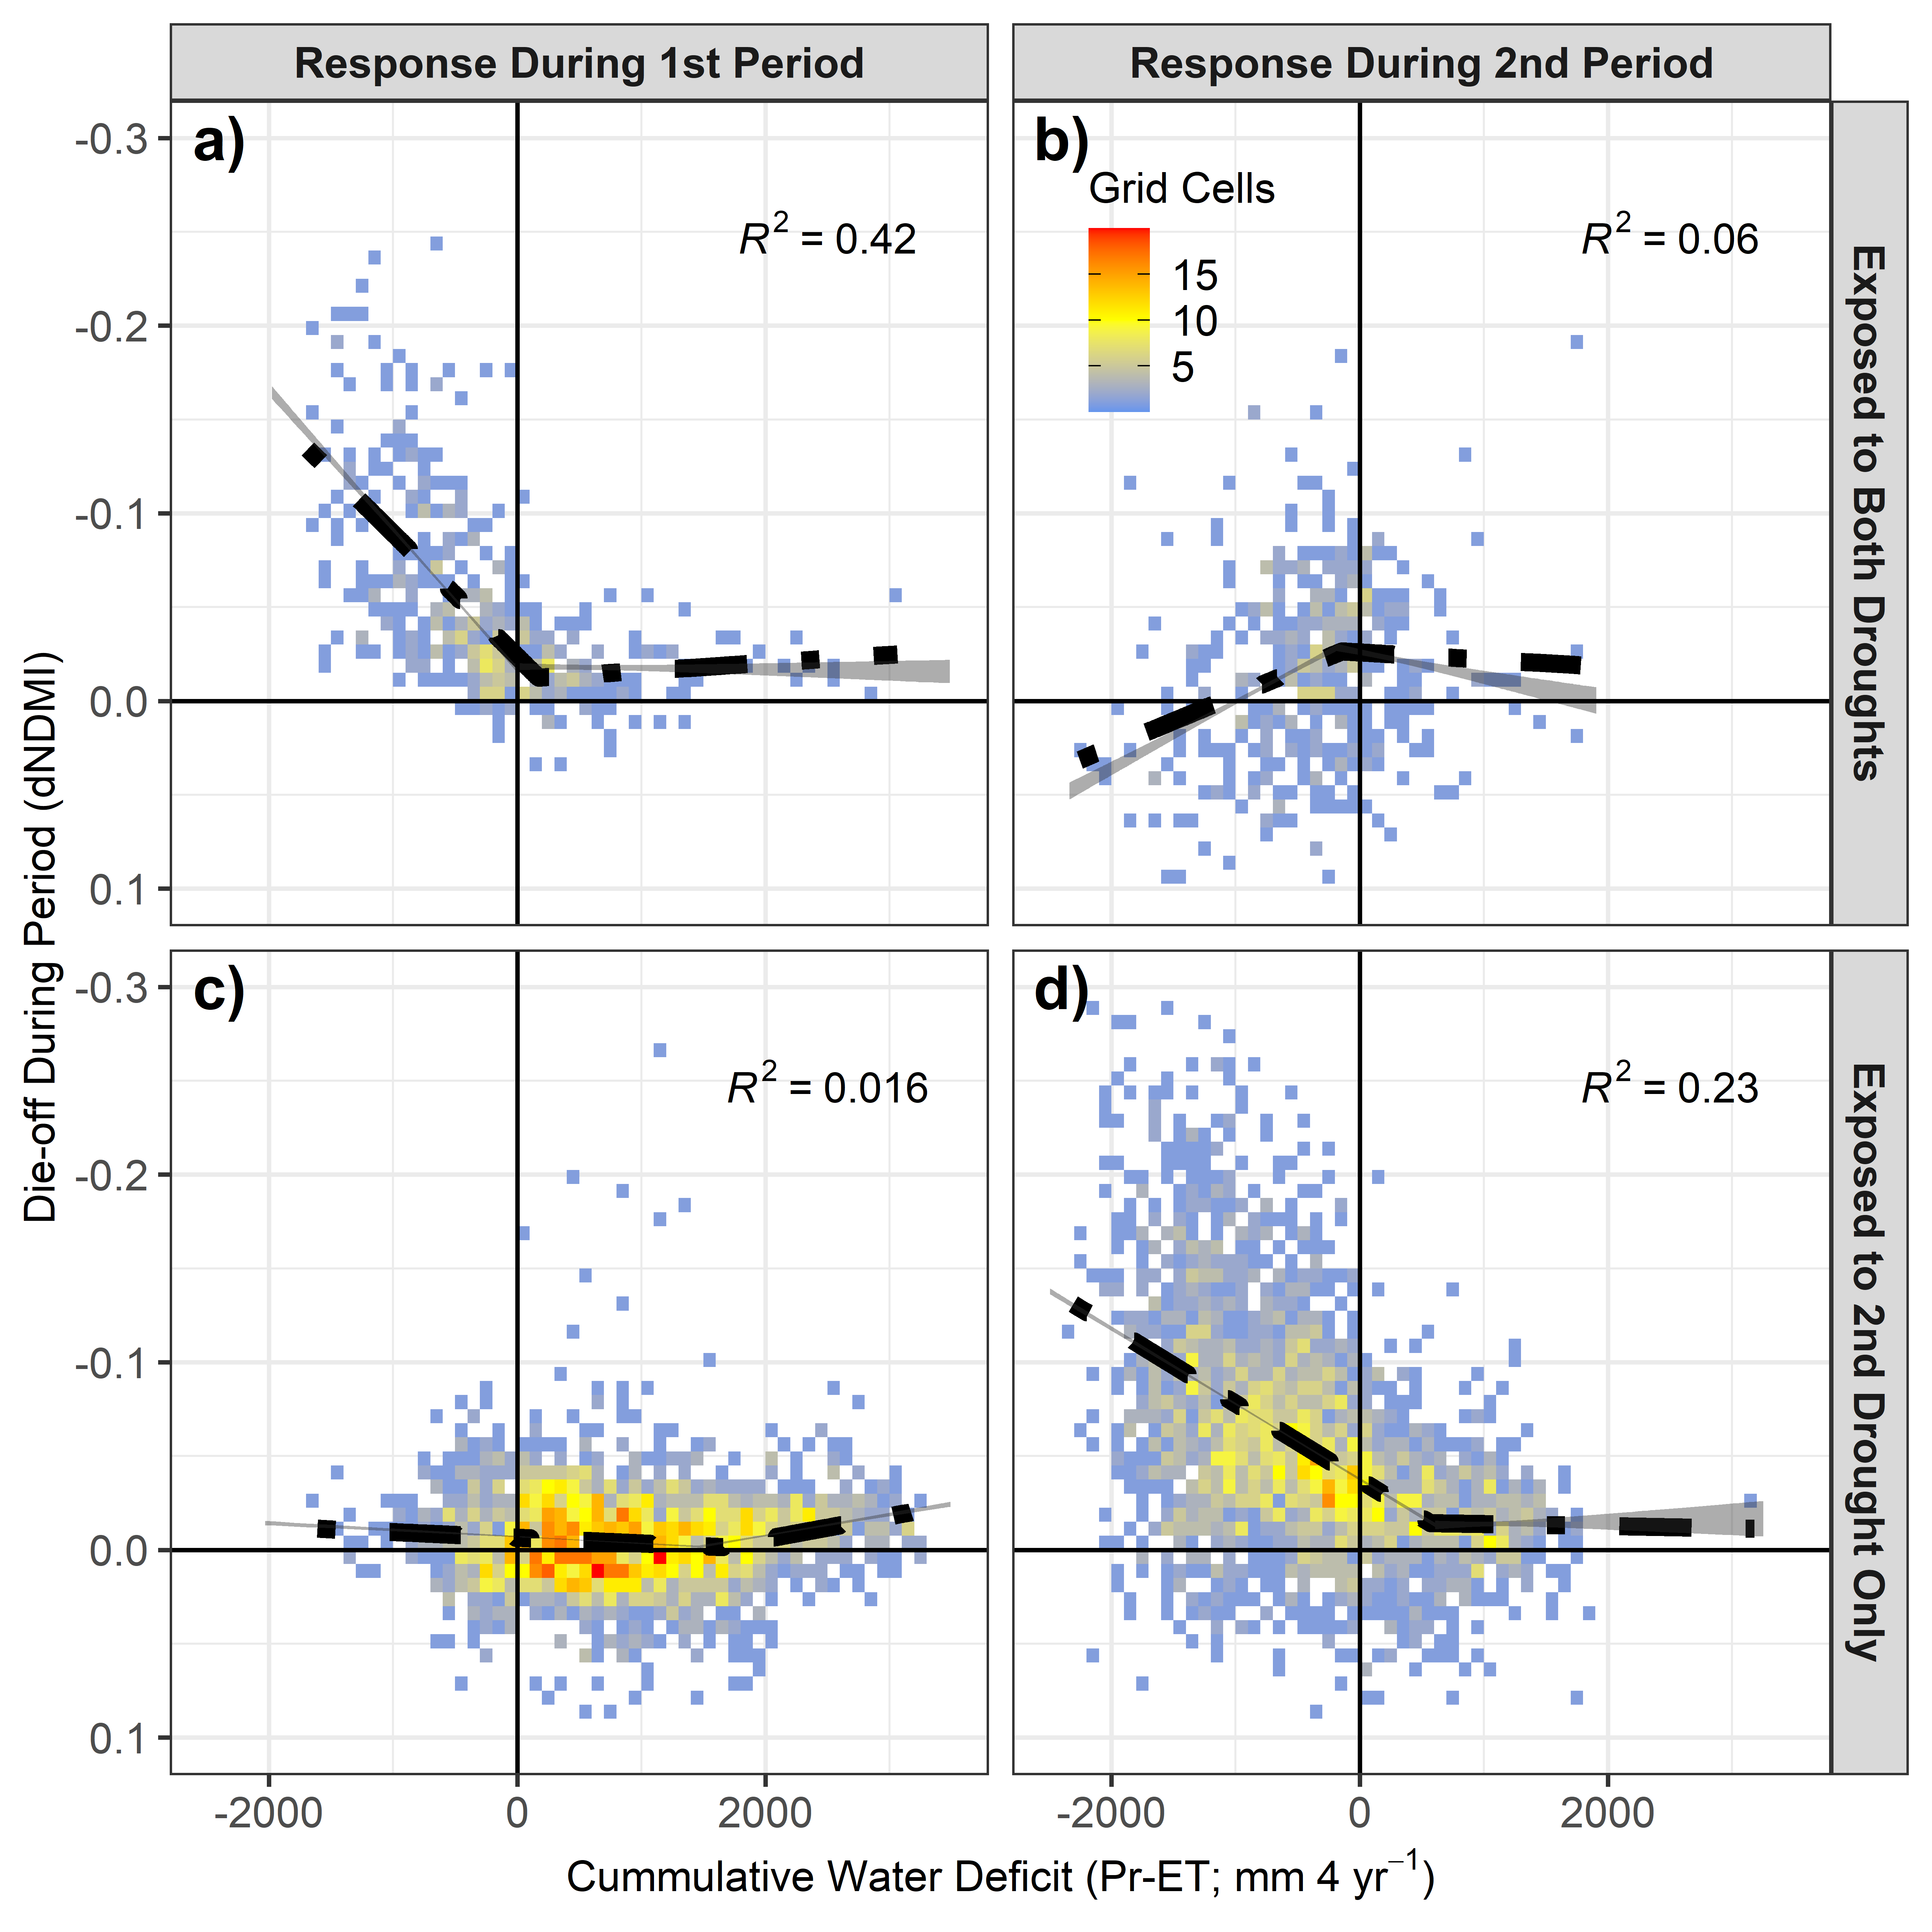 Response During 1st Period
Response During 2nd Period
a)
b)
Grid Cells
15
10
5
R² = 0.42
R² = 0.06
-0.3
-0.2
-0.1
0.0
0.1
Exposed to Both Droughts
c)
d)
R² = 0.016
R² = 0.23
-0.3
-0.2
-0.1
0.0
0.1
Exposed to 2nd Drought Only
Die-off During Period (dNDMI)
-2000
0
2000
-2000
0
2000
Cummulative Water Deficit (Pr-ET; mm 4 yr⁻¹)